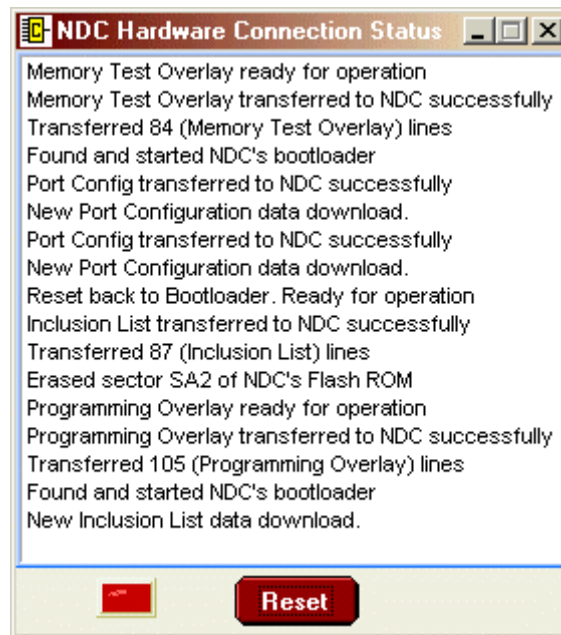 NDC Hardware Connection Status
Memory Test Overlay ready for operation
Memory Test Overlay transferred to NDC successfully
Transferred 84 (Memory Test Overlay) lines
Found and started NDC's bootloader
Port Config transferred to NDC successfully
New Port Configuration data download.
Port Config transferred to NDC successfully
New Port Configuration data download.
Reset back to Bootloader. Ready for operation
Inclusion List transferred to NDC successfully
Transferred 87 (Inclusion List) lines
Erased sector SA2 of NDC's Flash ROM
Programming Overlay ready for operation
Programming Overlay transferred to NDC successfully
Transferred 105 (Programming Overlay) lines
Found and started NDC's bootloader
New Inclusion List data download.
Reset